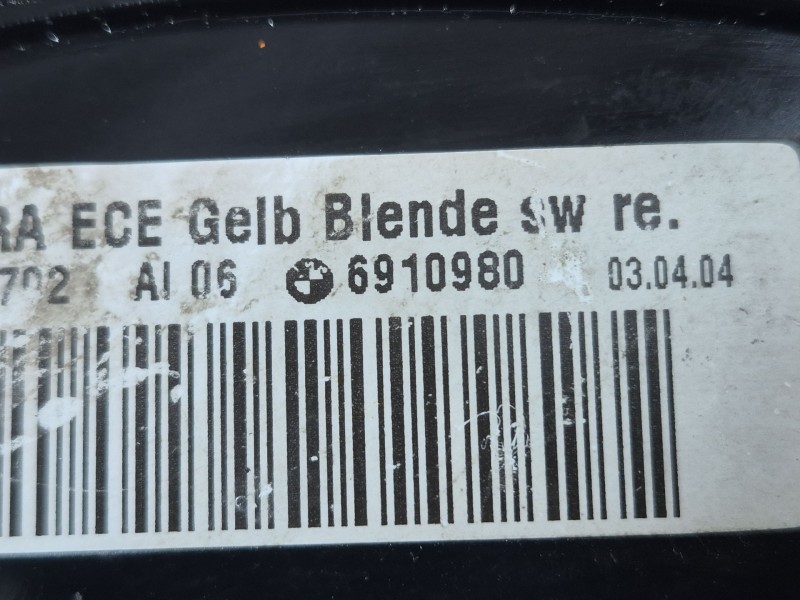 RA ECE Gelb Blende sw re.
702 AI 06 6910980 03.04.04